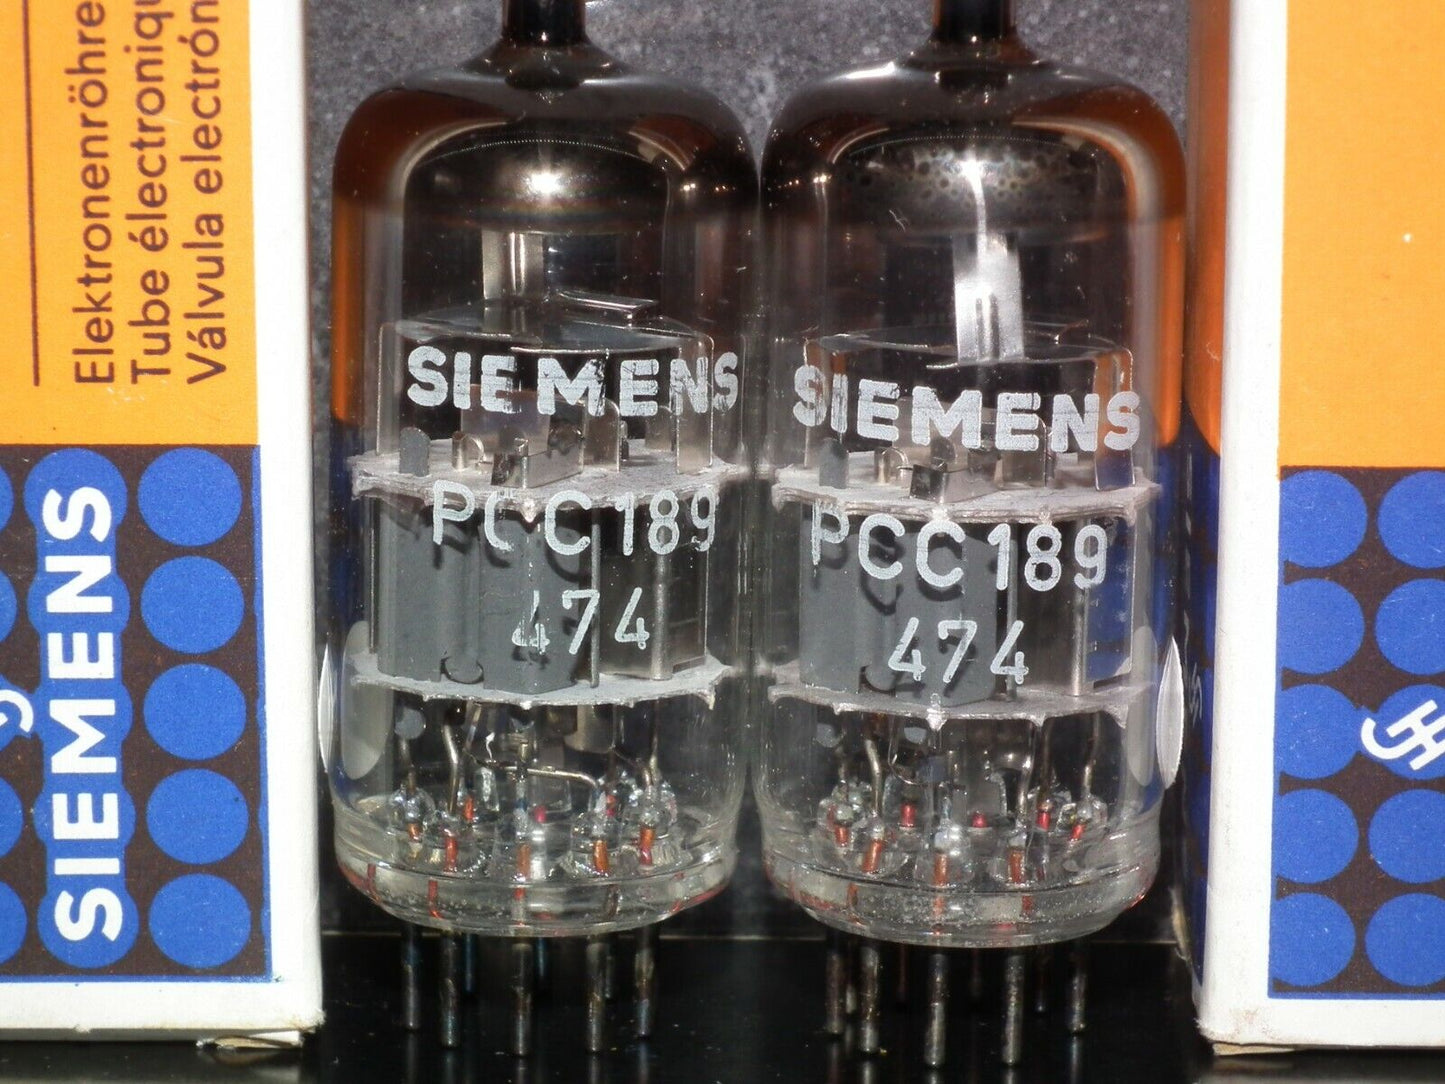 Elektronenröhre
Tube électroniqu
Válvula electrón
SIEMENS
SIEMENS
PCC189
474
SIEMENS
PCC189
474